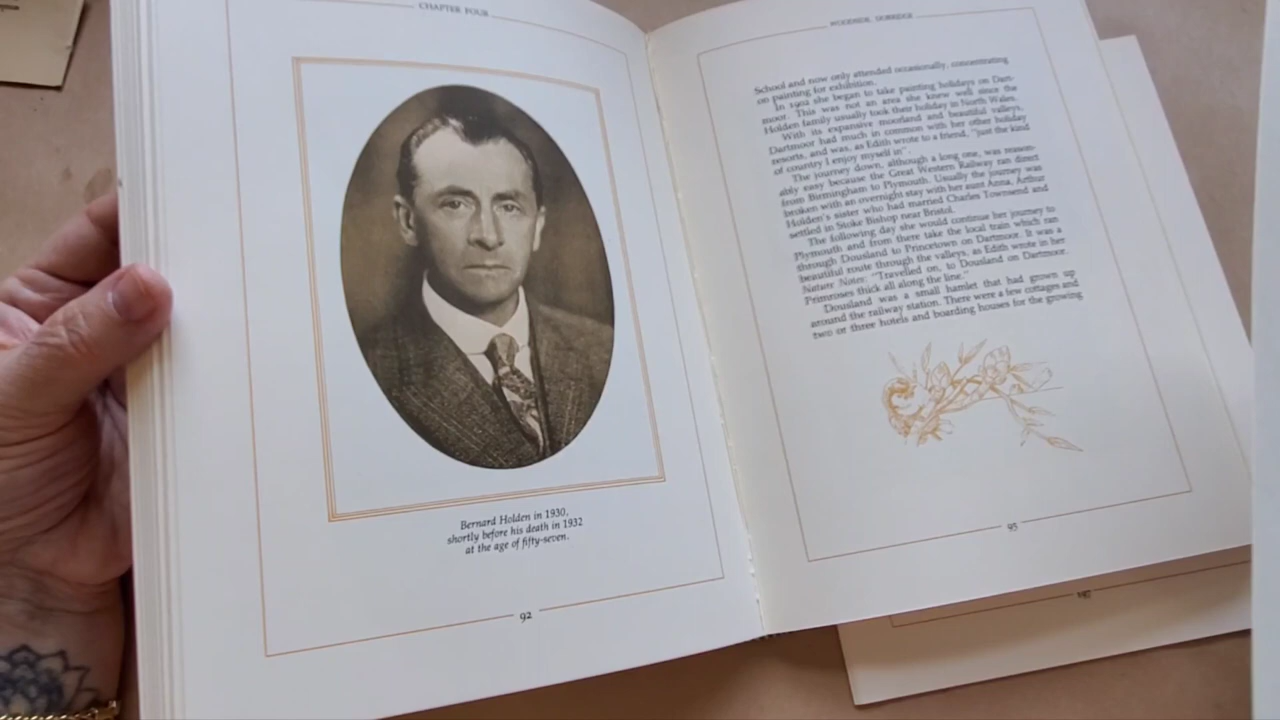 CHAPTER FOUR
Bernard Holden in 1930,
shortly before his death in 1932
at the age of fifty-seven.
92
WOODSIDE, DORRIDGE
School and now only attended occasionally, concentrating
on painting for exhibition.
In 1902 she began to take painting holidays on Dart-
moor. This was not an area she knew well since the
Holden family usually took their holiday in North Wales.
With its expansive moorland and beautiful valleys,
Dartmoor had much in common with her other holiday
resorts, and was, as Edith wrote to a friend, "just the kind
of country I enjoy myself in".
The journey down, although a long one, was reason-
ably easy because the Great Western Railway ran direct
from Birmingham to Plymouth. Usually the journey was
broken with an overnight stay with her aunt Anna, Arthur
Holden's sister who had married Charles Townsend and
settled in Stoke Bishop near Bristol.
The following day she would continue her journey to
Plymouth and from there take the local train which ran
through Dousland to Princetown on Dartmoor. It was a
beautiful route through the valleys, as Edith wrote in her
Nature Notes: "Travelled on, to Dousland on Dartmoor.
Primroses thick all along the line."
Dousland was a small hamlet that had grown up
around the railway station. There were a few cottages and
two or three hotels and boarding houses for the growing